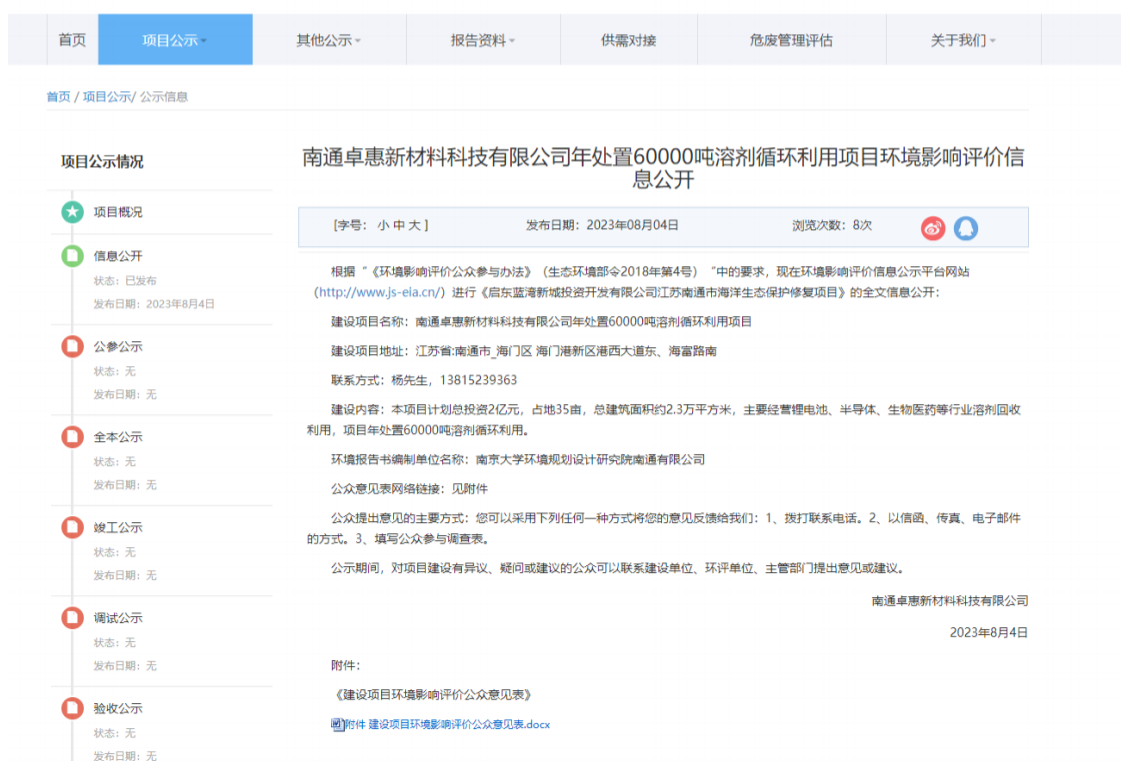 首页 项目公示 其他公示 报告资料 供需对接 危废管理评估 关于我们
首页 / 项目公示/ 公示信息
项目公示情况
项目概况
信息公开
状态：已发布
发布日期：2023年8月4日
公参公示
状态：无
发布日期：无
全本公示
状态：无
发布日期：无
竣工公示
状态：无
发布日期：无
调试公示
状态：无
发布日期：无
验收公示
状态：无
发布日期：无
南通卓惠新材料科技有限公司年处置60000吨溶剂循环利用项目环境影响评价信
息公开
[字号： 小 中 大 ] 发布日期：2023年08月04日 浏览次数：8次
根据“《环境影响评价公众参与办法》（生态环境部令2018年第4号）“中的要求，现在环境影响评价信息公示平台网站
（http://www.js-eia.cn/）进行《启东蓝湾新城投资开发有限公司江苏南通市海洋生态保护修复项目》的全文信息公开：
建设项目名称：南通卓惠新材料科技有限公司年处置60000吨溶剂循环利用项目
建设项目地址：江苏省:南通市_海门区 海门港新区港西大道东、海富路南
联系方式：杨先生，13815239363
建设内容：本项目计划总投资2亿元，占地35亩，总建筑面积约2.3万平方米，主要经营锂电池、半导体、生物医药等行业溶剂回收
利用，项目年处置60000吨溶剂循环利用。
环境报告书编制单位名称：南京大学环境规划设计研究院南通有限公司
公众意见表网络链接：见附件
公众提出意见的主要方式：您可以采用下列任何一种方式将您的意见反馈给我们：1、拨打联系电话。2、以信函、传真、电子邮件
的方式。3、填写公众参与调查表。
公示期间，对项目建设有异议、疑问或建议的公众可以联系建设单位、环评单位、主管部门提出意见或建议。
南通卓惠新材料科技有限公司
2023年8月4日
附件：
《建设项目环境影响评价公众意见表》
附件 建设项目环境影响评价公众意见表.docx